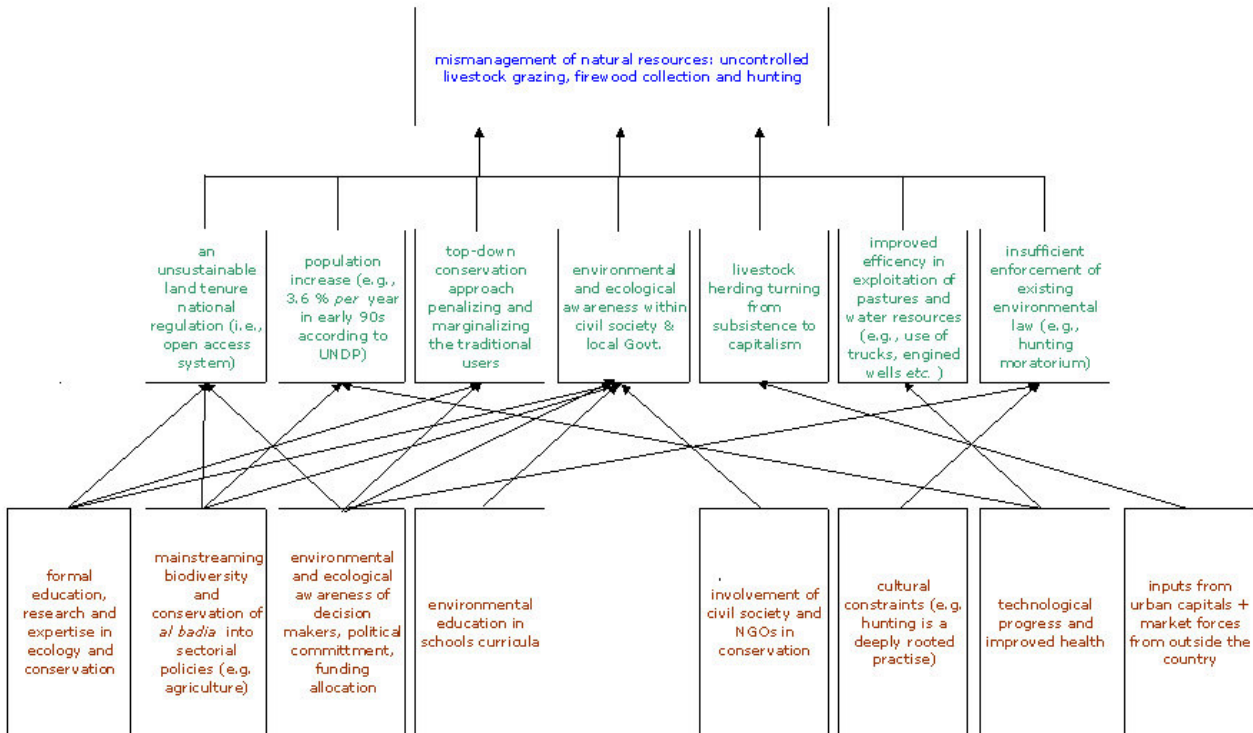 mismanagement of natural resources: uncontrolled
livestock grazing, firewood collection and hunting
an
unsustainable
land tenure
national
regulation (i.e.,
open access
system)
population
increase (e.g.,
3.6 % per year
in early 90s
according to
UNDP)
top-down
conservation
approach
penalizing and
marginalizing
the traditional
users
environmental
and ecological
awareness within
civil society &
local Govt.
livestock
herding turning
from
subsistence to
capitalism
improved
efficency in
exploitation of
pastures and
water resources
(e.g., use of
trucks, engined
wells etc. )
insufficient
enforcement of
existing
environmental
law (e.g.,
hunting
moratorium)
formal
education,
research and
expertise in
ecology and
conservation
mainstreaming
biodiversity
and
conservation of
al badia into
sectorial
policies (e.g.
agriculture)
environmental
and ecological
awareness of
decision
makers, political
committment,
funding
allocation
environmental
education in
schools curricula
involvement of
civil society and
NGOs in
conservation
cultural
constraints (e.g.
hunting is a
deeply rooted
practise)
technological
progress and
improved health
inputs from
urban capitals +
market forces
from outside the
country